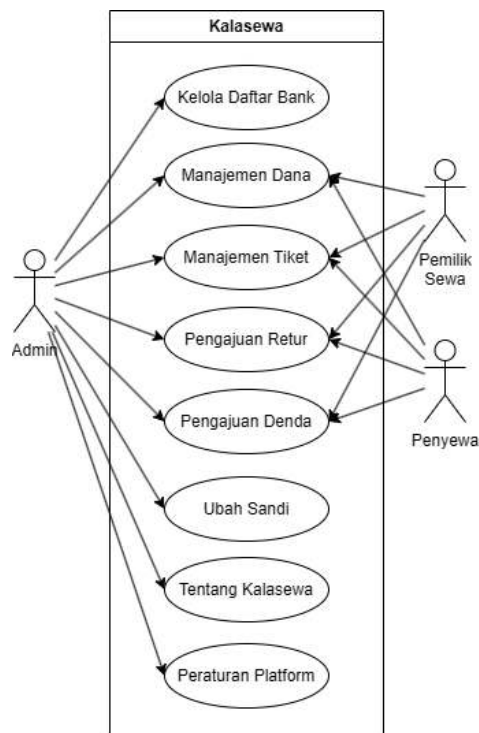 Kalasewa
Kelola Daftar Bank
Manajemen Dana
Manajemen Tiket
Pengajuan Retur
Pengajuan Denda
Ubah Sandi
Tentang Kalasewa
Peraturan Platform
Admin
Pemilik
Sewa
Penyewa